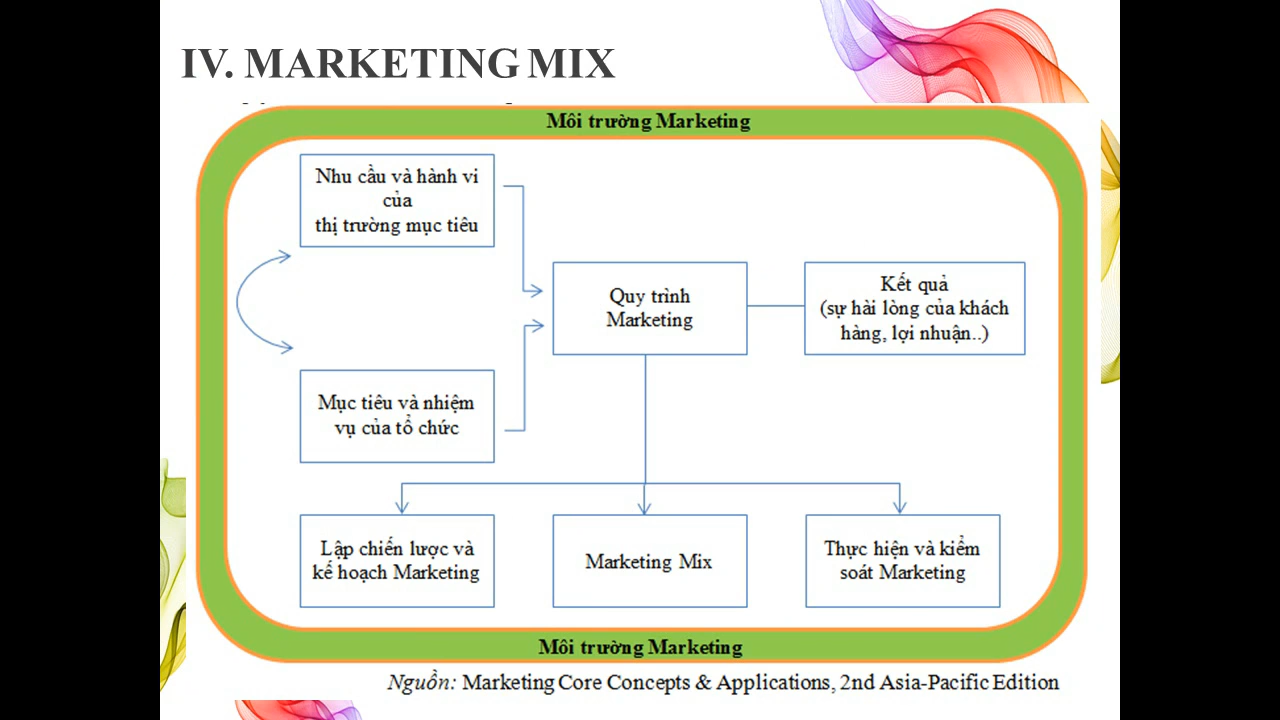 IV. MARKETING MIX
Môi trường Marketing
Nhu cầu và hành vi
của
thị trường mục tiêu
Quy trình
Marketing
Kết quả
(sự hài lòng của khách
hàng, lợi nhuận..)
Mục tiêu và nhiệm
vụ của tổ chức
Lập chiến lược và
kế hoạch Marketing
Marketing Mix
Thực hiện và kiểm
soát Marketing
Môi trường Marketing
Nguồn: Marketing Core Concepts & Applications, 2nd Asia-Pacific Edition